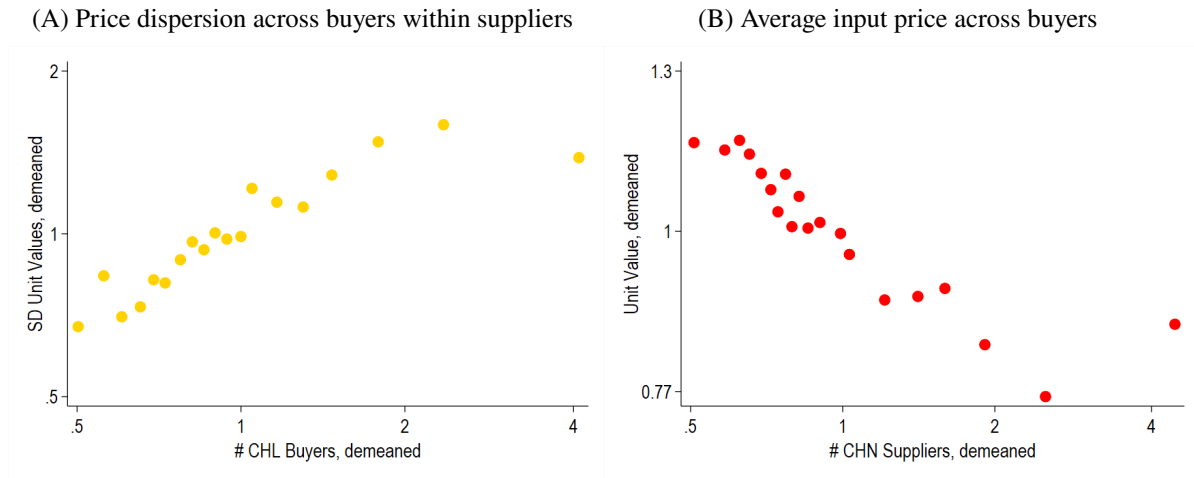 (A) Price dispersion across buyers within suppliers
2
1
.5
SD Unit Values, demeaned
.5
1
2
4
# CHL Buyers, demeaned
(B) Average input price across buyers
1.3
1
0.77
Unit Value, demeaned
.5
1
2
4
# CHN Suppliers, demeaned